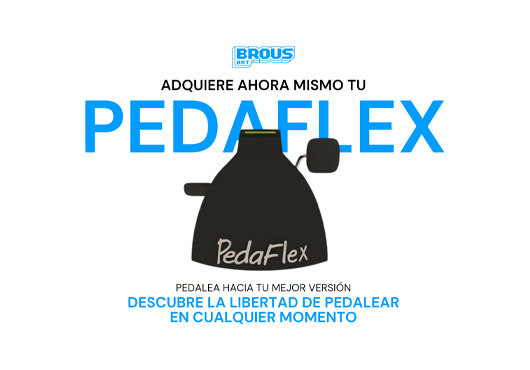 BROUS
ART
ADQUIERE AHORA MISMO TU
PEDAFLEX
PedaFlex
PEDALEA HACIA TU MEJOR VERSIÓN
DESCUBRE LA LIBERTAD DE PEDALEAR
EN CUALQUIER MOMENTO